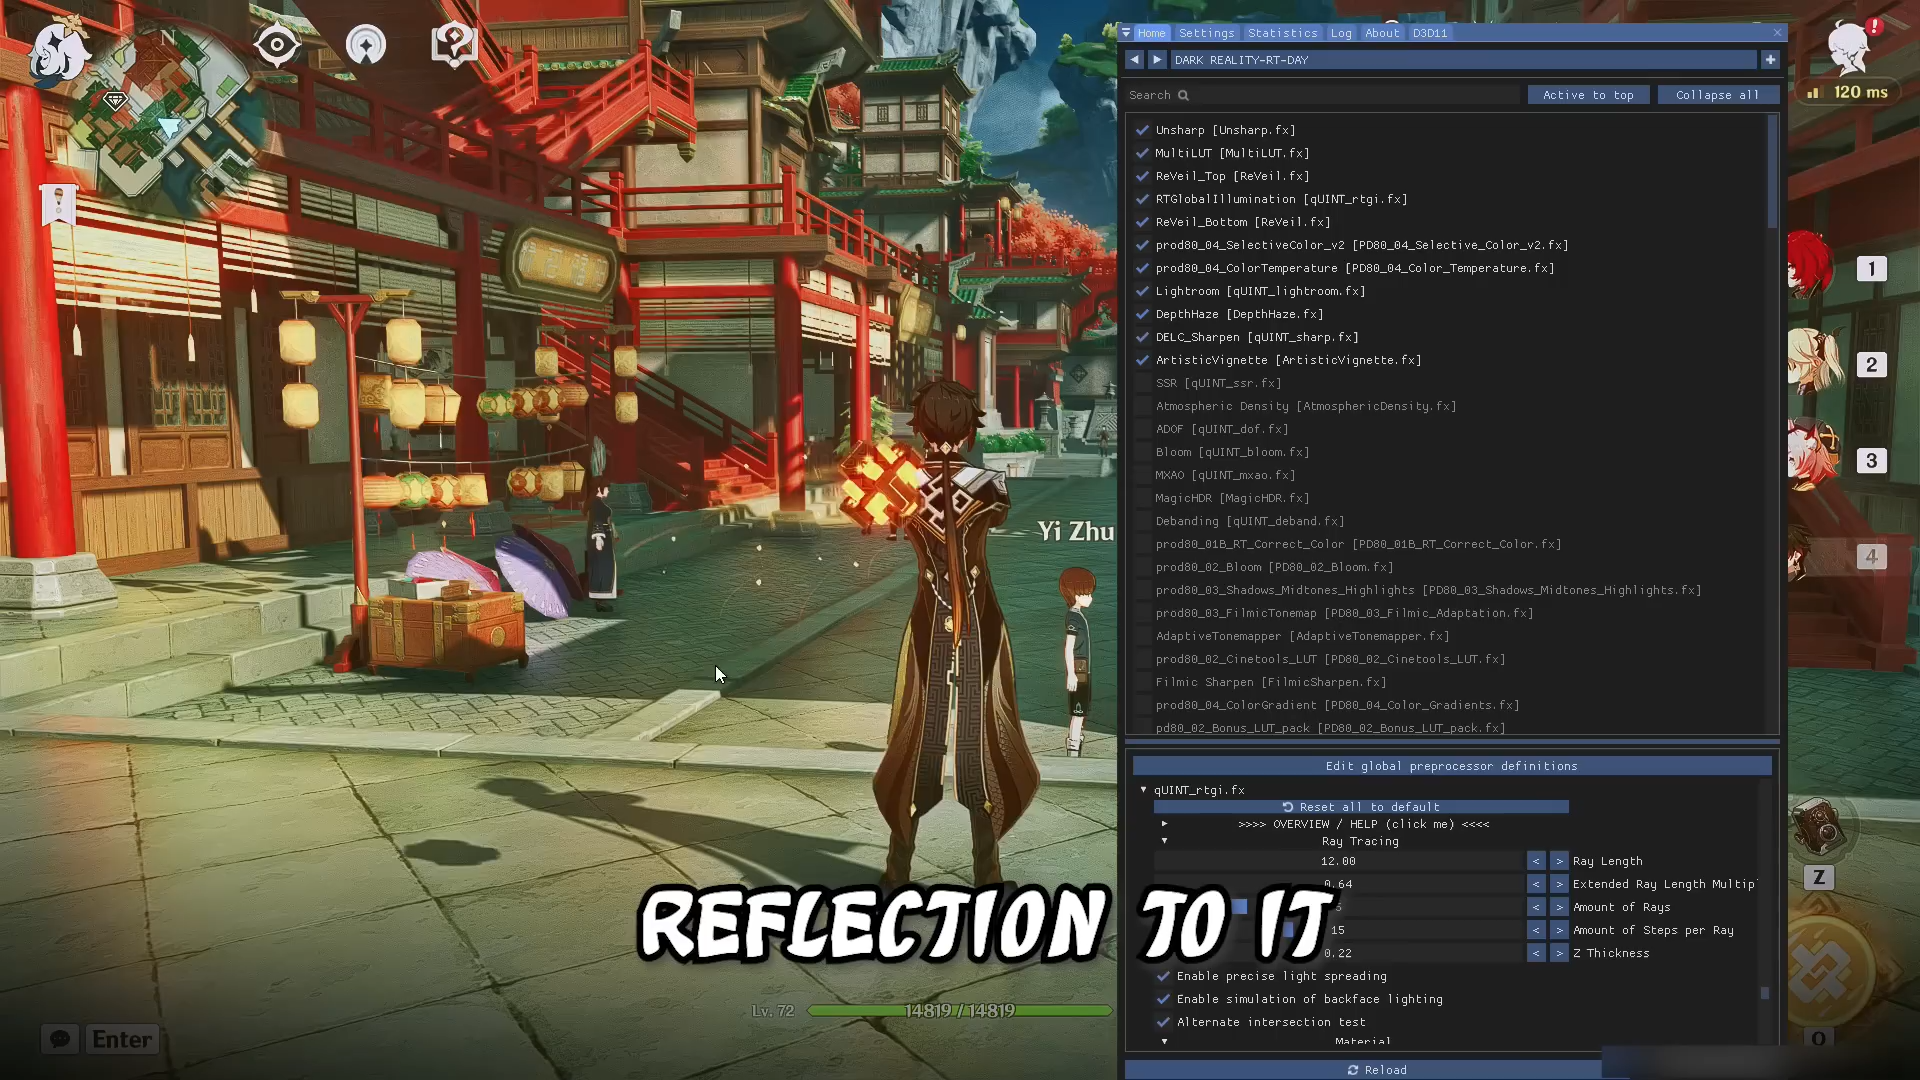 N
Home Settings Statistics Log About D3D11
DARK REALITY-RT-DAY
Search
Active to top
Collapse all
120 ms
Unsharp [Unsharp.fx]
MultiLUT [MultiLUT.fx]
ReVeil_Top [ReVeil.fx]
RTGlobalIllumination [qUINT_rtgi.fx]
ReVeil_Bottom [ReVeil.fx]
prod80_04_SelectiveColor_v2 [PD80_04_Selective_Color_v2.fx]
prod80_04_ColorTemperature [PD80_04_Color_Temperature.fx]
Lightroom [qUINT_lightroom.fx]
DepthHaze [DepthHaze.fx]
DELC_Sharpen [qUINT_sharp.fx]
ArtisticVignette [ArtisticVignette.fx]
SSR [qUINT_ssr.fx]
Atmospheric Density [AtmosphericDensity.fx]
ADOF [qUINT_dof.fx]
Bloom [qUINT_bloom.fx]
MXAO [qUINT_mxao.fx]
MagicHDR [MagicHDR.fx]
Debanding [qUINT_deband.fx]
prod80_01B_RT_Correct_Color [PD80_01B_RT_Correct_Color.fx]
prod80_02_Bloom [PD80_02_Bloom.fx]
prod80_03_Shadows_Midtones_Highlights [PD80_03_Shadows_Midtones_Highlights.fx]
prod80_03_FilmicTonemap [PD80_03_Filmic_Adaptation.fx]
AdaptiveTonemapper [AdaptiveTonemapper.fx]
prod80_02_Cinetools_LUT [PD80_02_Cinetools_LUT.fx]
Filmic Sharpen [FilmicSharpen.fx]
prod80_04_ColorGradient [PD80_04_Color_Gradients.fx]
pd80_02_Bonus_LUT_pack [PD80_02_Bonus_LUT_pack.fx]
1
2
3
4
Yi Zhu
Edit global preprocessor definitions
qUINT_rtgi.fx
Reset all to default
>>>> OVERVIEW / HELP (click me) <<<<
Ray Tracing
12.00 < > Ray Length
0.64 < > Extended Ray Length Multipl
< > Amount of Rays
15 < > Amount of Steps per Ray
0.22 < > Z Thickness
Enable precise light spreading
Enable simulation of backface lighting
Alternate intersection test
Material
Reload
REFLECTION TO IT
Lv. 72
14819 / 14819
Enter
Z
Q